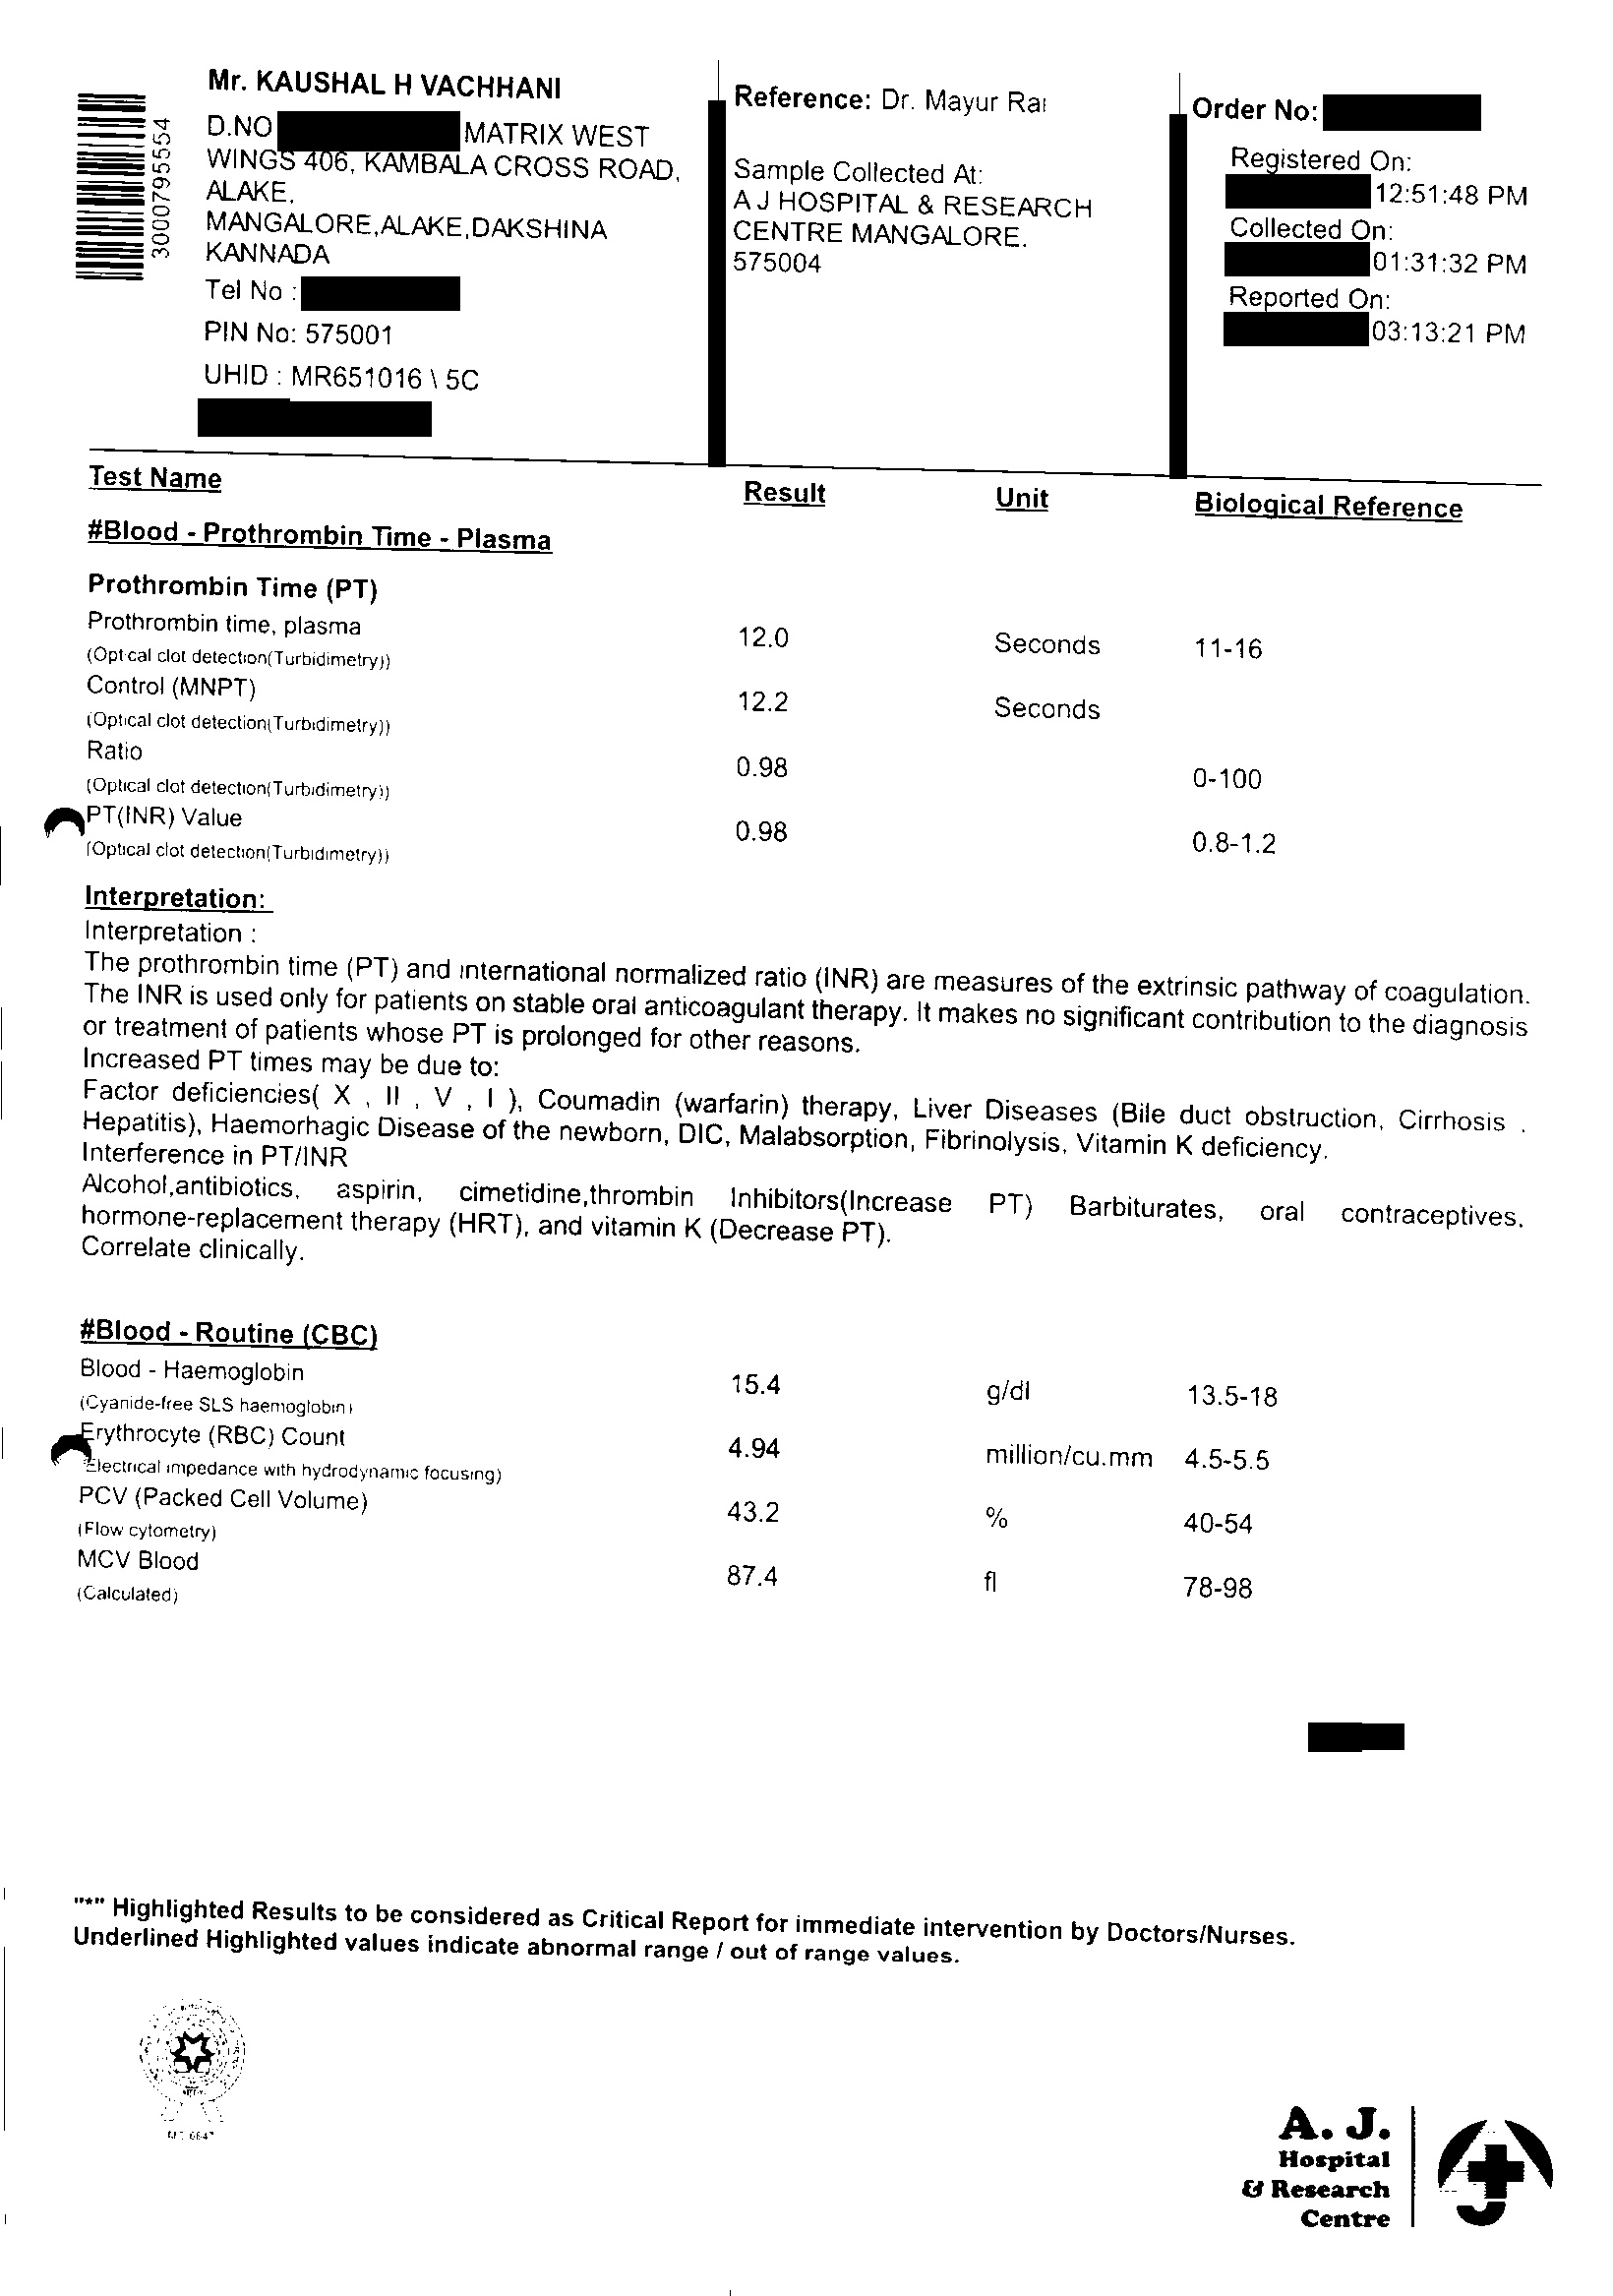 3000795554
Mr. KAUSHAL H VACHHANI
D.NO MATRIX WEST
WINGS 406, KAMBALA CROSS ROAD,
ALAKE,
MANGALORE,ALAKE,DAKSHINA
KANNADA
Tel No :
PIN No: 575001
UHID : MR651016 \ 5C
Reference: Dr. Mayur Rai
Sample Collected At:
A J HOSPITAL & RESEARCH
CENTRE MANGALORE.
575004
Order No:
Registered On:
12:51:48 PM
Collected On:
01:31:32 PM
Reported On:
03:13:21 PM
Test Name Result Unit Biological Reference
#Blood - Prothrombin Time - Plasma
Prothrombin Time (PT)
Prothrombin time, plasma 12.0 Seconds 11-16
(Optical clot detection(Turbidimetry))
Control (MNPT) 12.2 Seconds
(Optical clot detection(Turbidimetry))
Ratio 0.98 0-100
(Optical clot detection(Turbidimetry))
PT(INR) Value 0.98 0.8-1.2
(Optical clot detection(Turbidimetry))
Interpretation:
Interpretation :
The prothrombin time (PT) and international normalized ratio (INR) are measures of the extrinsic pathway of coagulation.
The INR is used only for patients on stable oral anticoagulant therapy. It makes no significant contribution to the diagnosis
or treatment of patients whose PT is prolonged for other reasons.
Increased PT times may be due to:
Factor deficiencies( X , II , V , I ), Coumadin (warfarin) therapy, Liver Diseases (Bile duct obstruction, Cirrhosis ,
Hepatitis), Haemorhagic Disease of the newborn, DIC, Malabsorption, Fibrinolysis, Vitamin K deficiency.
Interference in PT/INR
Alcohol,antibiotics, aspirin, cimetidine,thrombin Inhibitors(Increase PT) Barbiturates, oral contraceptives,
hormone-replacement therapy (HRT), and vitamin K (Decrease PT).
Correlate clinically.
#Blood - Routine (CBC)
Blood - Haemoglobin 15.4 g/dl 13.5-18
(Cyanide-free SLS haemoglobin)
Erythrocyte (RBC) Count 4.94 million/cu.mm 4.5-5.5
Electrical impedance with hydrodynamic focusing)
PCV (Packed Cell Volume) 43.2 % 40-54
(Flow cytometry)
MCV Blood 87.4 fl 78-98
(Calculated)
"*" Highlighted Results to be considered as Critical Report for immediate intervention by Doctors/Nurses.
Underlined Highlighted values indicate abnormal range / out of range values.
A. J.
Hospital
& Research
Centre